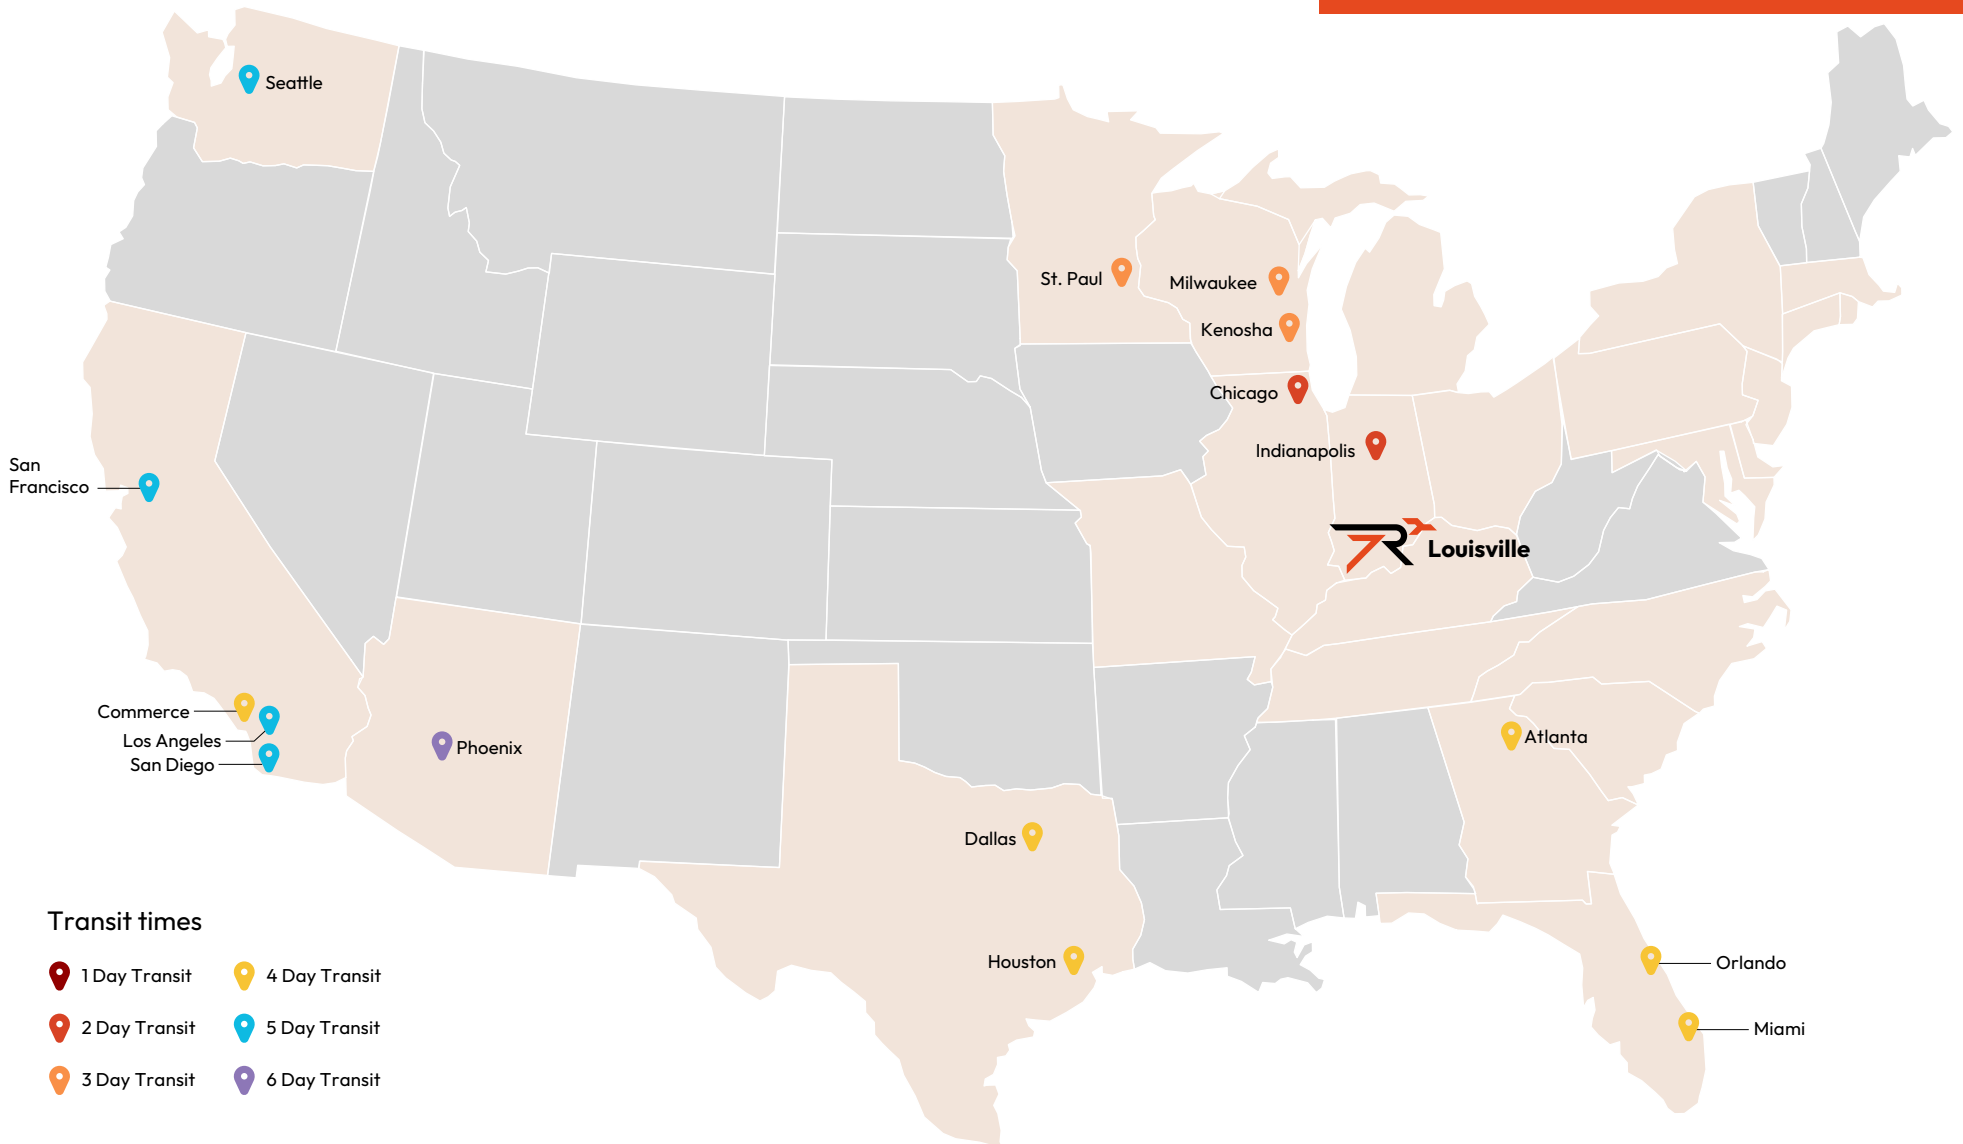 Seattle
St. Paul
Milwaukee
Kenosha
Chicago
Indianapolis
San
Francisco
Louisville
Commerce
Los Angeles
San Diego
Phoenix
Atlanta
Dallas
Houston
Orlando
Miami
Transit times
1 Day Transit
4 Day Transit
2 Day Transit
5 Day Transit
3 Day Transit
6 Day Transit